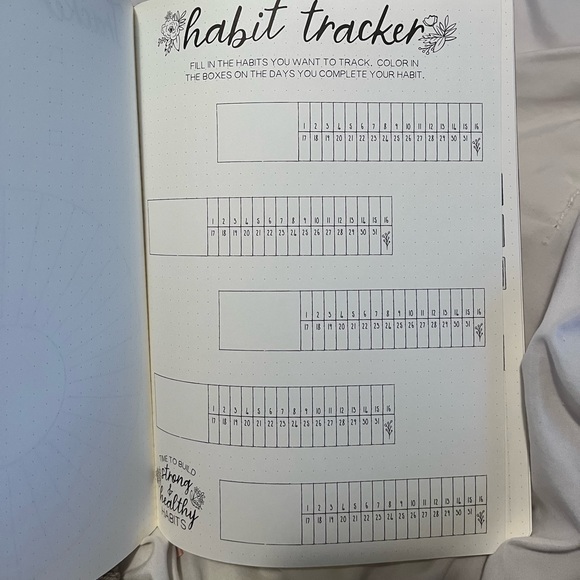 habit tracker
FILL IN THE HABITS YOU WANT TO TRACK. COLOR IN
THE BOXES ON THE DAYS YOU COMPLETE YOUR HABIT.
1 2 3 4 5 6 7 8 9 10 11 12 13 14 15 16
17 18 19 20 21 22 23 24 25 26 27 28 29 30 31
1 2 3 4 5 6 7 8 9 10 11 12 13 14 15 16
17 18 19 20 21 22 23 24 25 26 27 28 29 30 31
1 2 3 4 5 6 7 8 9 10 11 12 13 14 15 16
17 18 19 20 21 22 23 24 25 26 27 28 29 30 31
1 2 3 4 5 6 7 8 9 10 11 12 13 14 15 16
17 18 19 20 21 22 23 24 25 26 27 28 29 30 31
TIME TO BUILD
strong
&
healthy
HABITS
1 2 3 4 5 6 7 8 9 10 11 12 13 14 15 16
17 18 19 20 21 22 23 24 25 26 27 28 29 30 31